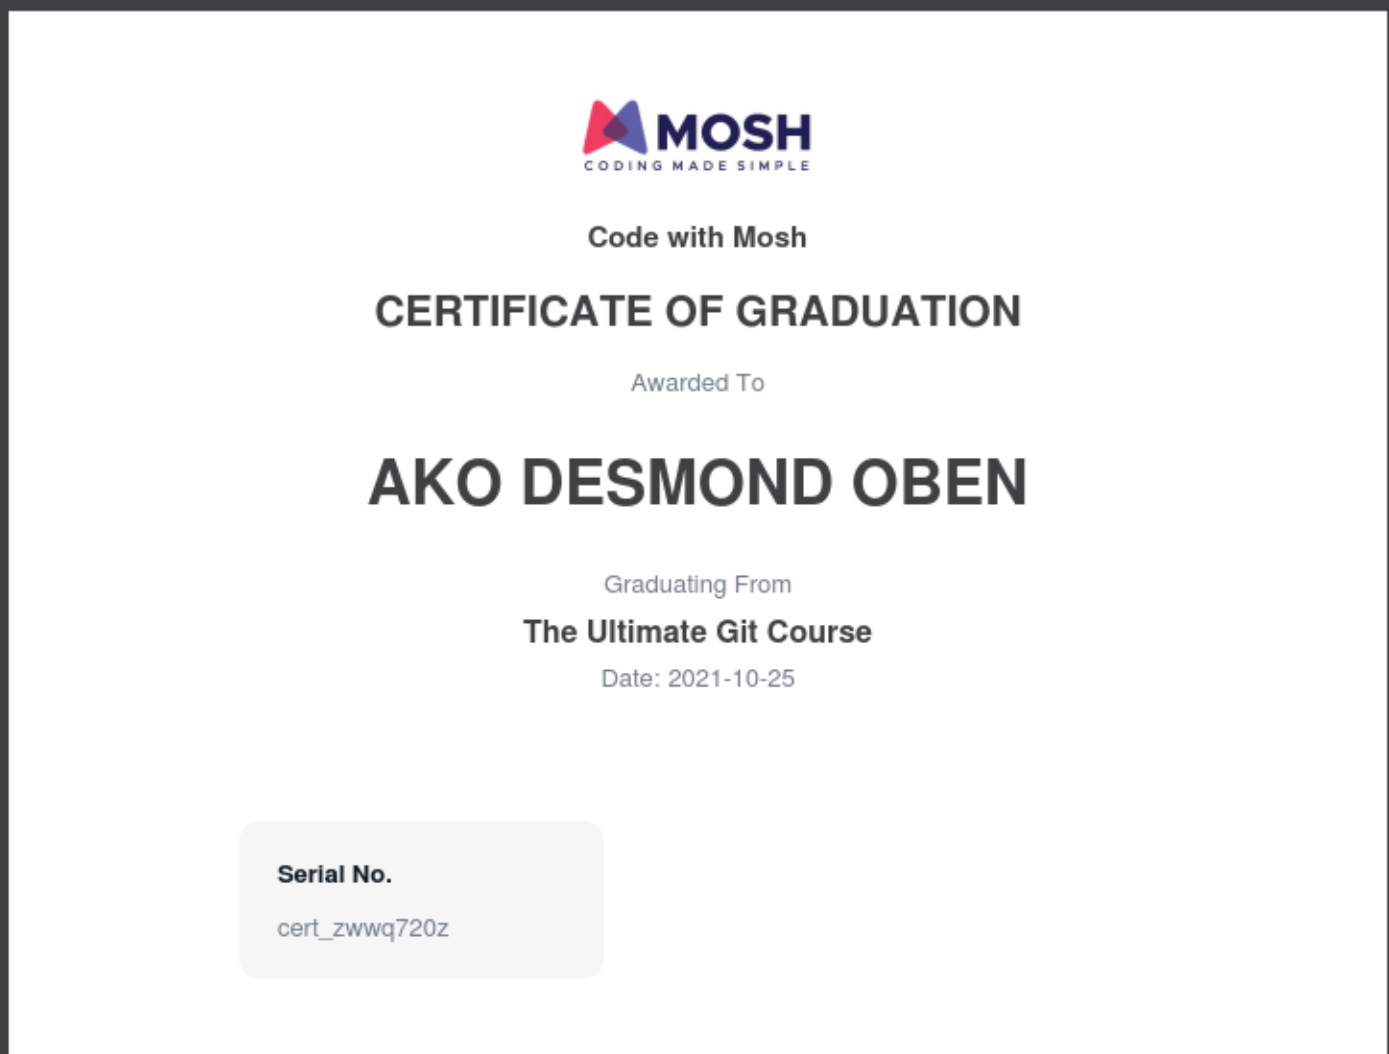 MOSH
CODING MADE SIMPLE
Code with Mosh
CERTIFICATE OF GRADUATION
Awarded To
AKO DESMOND OBEN
Graduating From
The Ultimate Git Course
Date: 2021-10-25
Serial No.
cert_zwwq720z